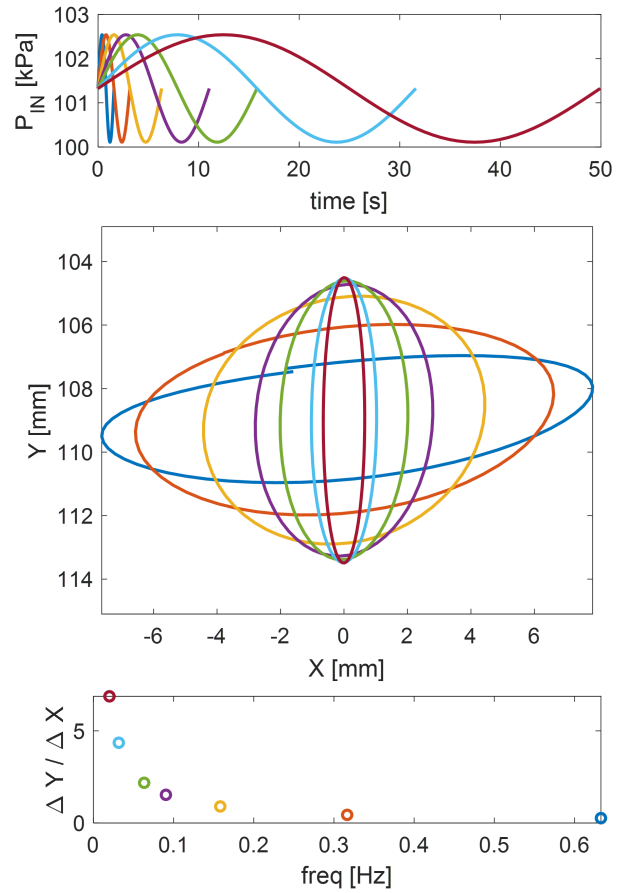 103
102
101
100
P_IN [kPa]
0 10 20 30 40 50
time [s]
104
106
108
110
112
114
Y [mm]
-6 -4 -2 0 2 4 6
X [mm]
5
0
Δ Y / Δ X
0 0.1 0.2 0.3 0.4 0.5 0.6
freq [Hz]